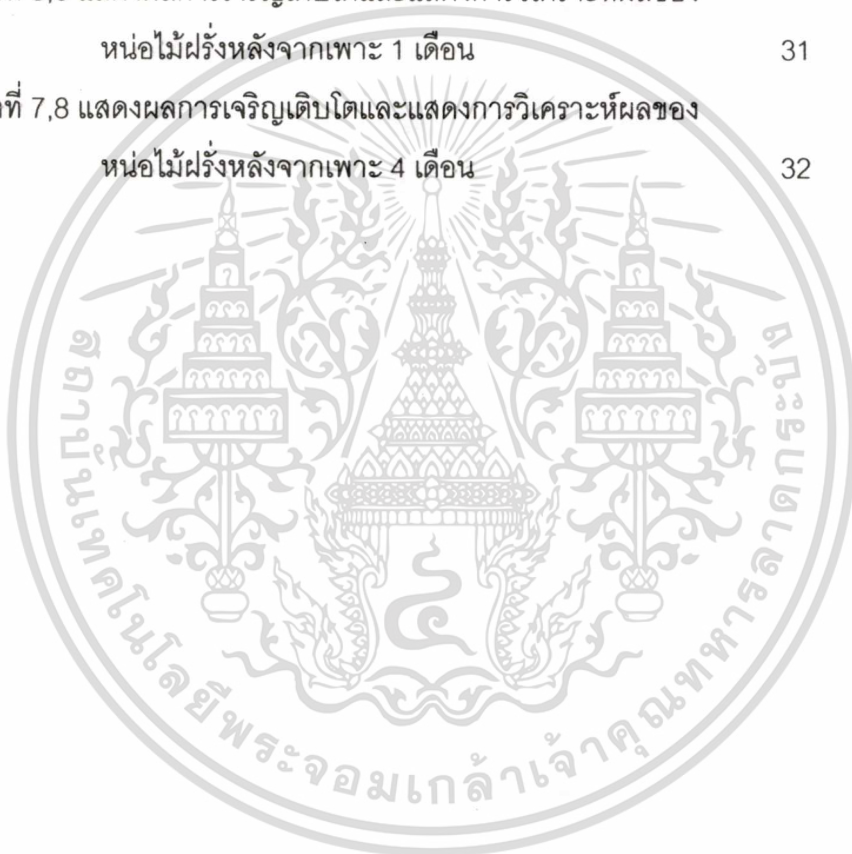 หน่อไม้ฝรั่งหลังจากเพาะ 1 เดือน 31
ที่ 7,8 แสดงผลการเจริญเติบโตและแสดงการวิเคราะห์ผลของ
หน่อไม้ฝรั่งหลังจากเพาะ 4 เดือน 32
สถาบันเทคโนโลยีพระจอมเกล้าเจ้าคุณทหารลาดกระบัง